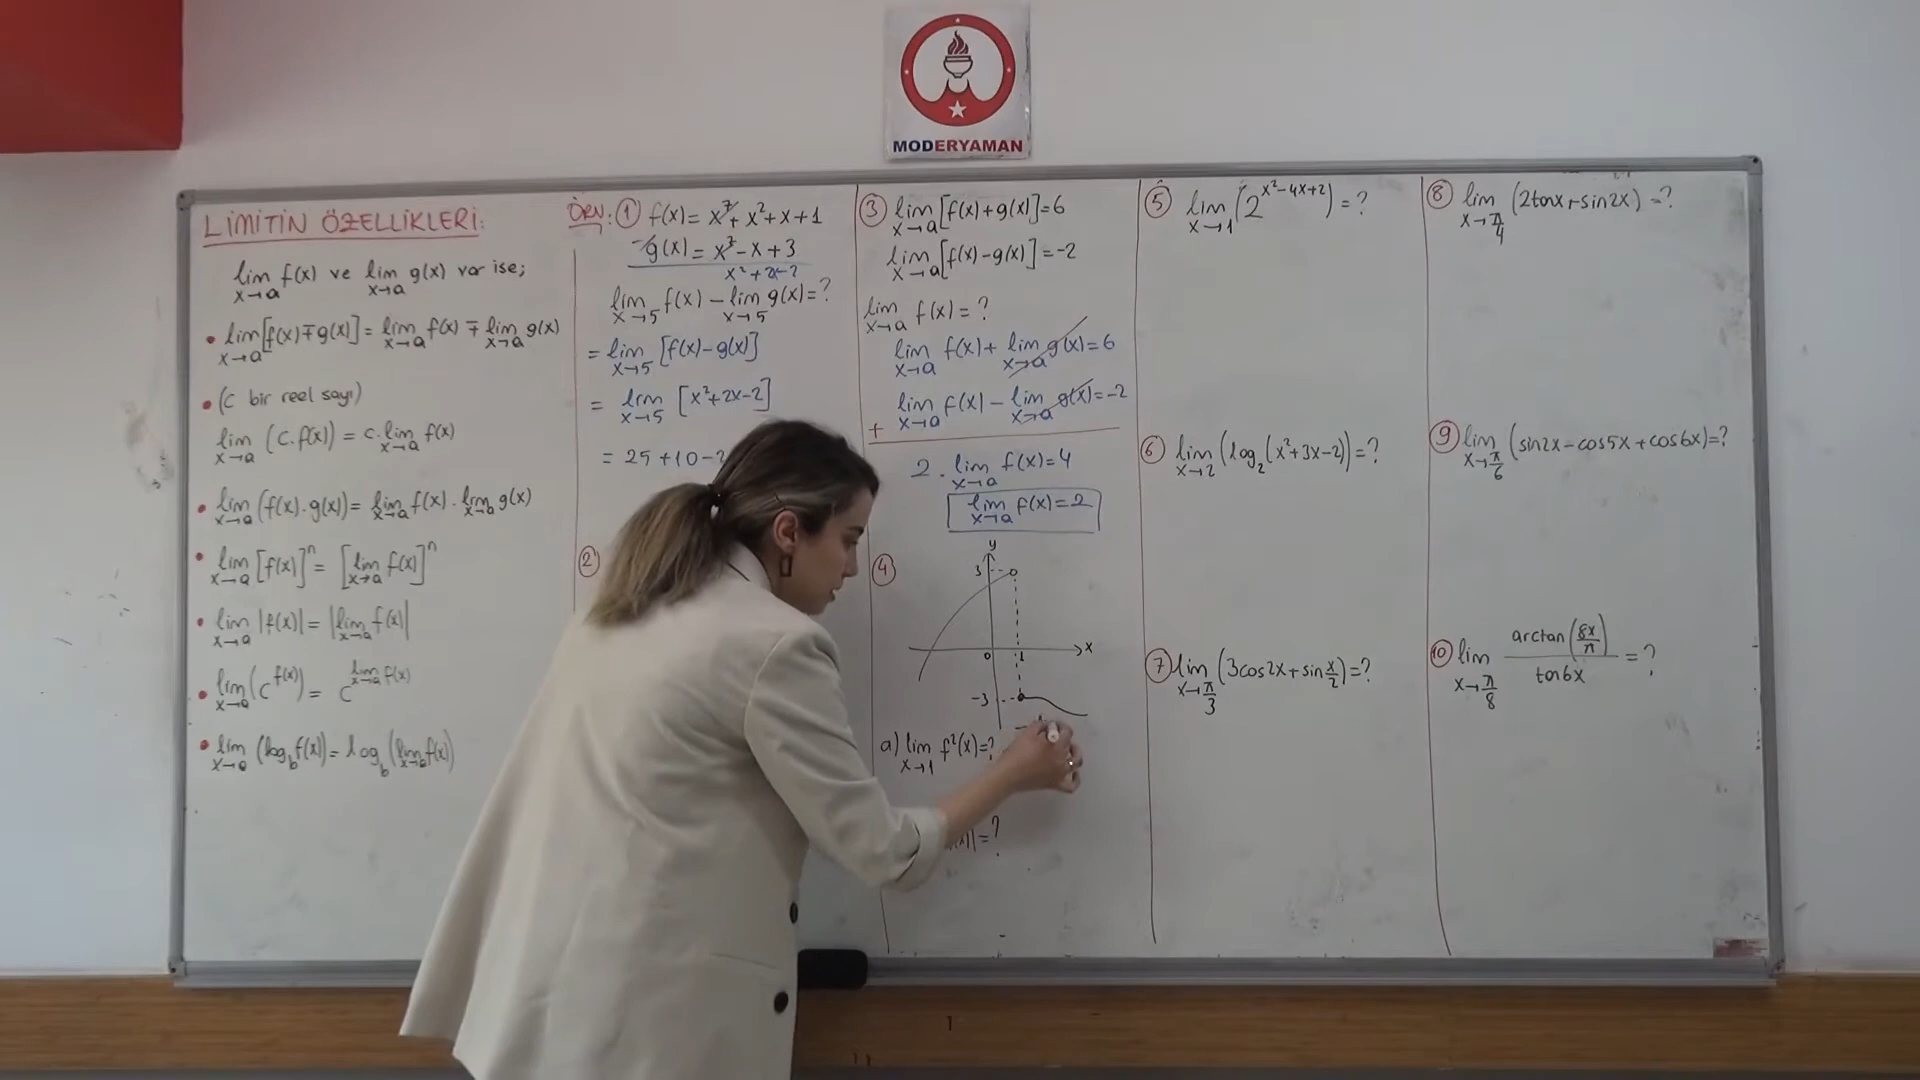 MODERYAMAN
LİMİTİN ÖZELLİKLERİ:
lim f(x) ve lim g(x) var ise;
x→a x→a
• lim[f(x)∓g(x)] = lim f(x) ∓ lim g(x)
x→a x→a x→a
• (C bir reel sayı)
lim (C.f(x)) = c.lim f(x)
x→a x→a
• lim (f(x).g(x)) = lim f(x) . lim g(x)
x→a x→a x→a
• lim [f(x)]ⁿ = [lim f(x)]ⁿ
x→a x→a
• lim |f(x)| = |lim f(x)|
x→a x→a
• lim (c^f(x)) = c^lim f(x)
x→a x→a
• lim (log_b f(x)) = log_b (lim f(x))
x→a x→a
ÖRN: ① f(x) = x⁷ + x² + x + 1
- g(x) = x⁷ - x + 3
x² + 2x - 2
lim f(x) - lim g(x) = ?
x→5 x→5
= lim [f(x) - g(x)]
x→5
= lim [x² + 2x - 2]
x→5
= 25 + 10 - 2
②
③ lim [f(x) + g(x)] = 6
x→a
lim [f(x) - g(x)] = -2
x→a
lim f(x) = ?
x→a
lim f(x) + lim g(x) = 6
x→a x→a
lim f(x) - lim g(x) = -2
x→a x→a
+
2 . lim f(x) = 4
x→a
lim f(x) = 2
x→a
④
y
3
x
0 1
-3
a) lim f²(x) = ?
x→1
(x)| = ?
⑤ lim (2^(x²-4x+2)) = ?
x→1
⑥ lim (log₂(x²+3x-2)) = ?
x→2
⑦ lim (3cos2x + sin x/2) = ?
x→π/3
⑧ lim (2tanx + sin2x) = ?
x→π/4
⑨ lim (sin2x - cos5x + cos6x) = ?
x→π/6
⑩ lim arctan(8x/π) / tan6x = ?
x→π/8